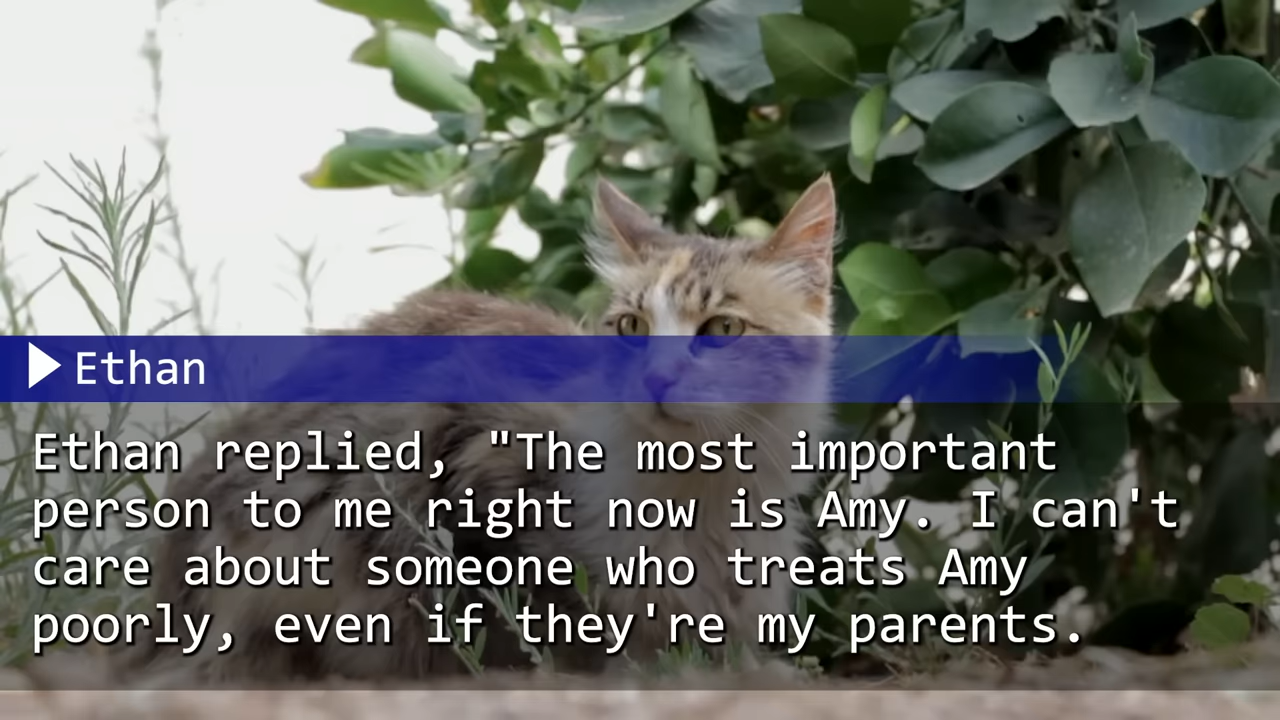 Ethan
Ethan replied, "The most important
person to me right now is Amy. I can't
care about someone who treats Amy
poorly, even if they're my parents.